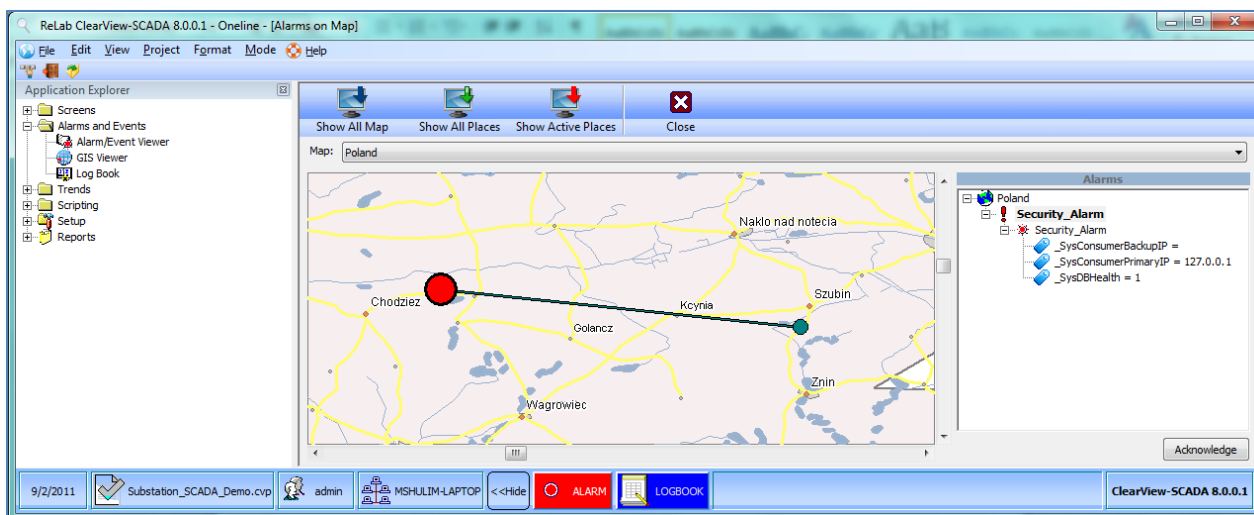 ReLab ClearView-SCADA 8.0.0.1 - Oneline - [Alarms on Map]
AaB
File Edit View Project Format Mode Help
Application Explorer
Screens
Alarms and Events
Alarm/Event Viewer
GIS Viewer
Log Book
Trends
Scripting
Setup
Reports
Show All Map Show All Places Show Active Places Close
Map: Poland
Naklo nad notecia
Chodziez
Kcynia
Szubin
Golancz
Znin
Wagrowiec
Alarms
Poland
Security_Alarm
Security_Alarm
_SysConsumerBackupIP =
_SysConsumerPrimaryIP = 127.0.0.1
_SysDBHealth = 1
Acknowledge
9/2/2011 Substation_SCADA_Demo.cvp admin MSHULIM-LAPTOP <<Hide ALARM LOGBOOK ClearView-SCADA 8.0.0.1